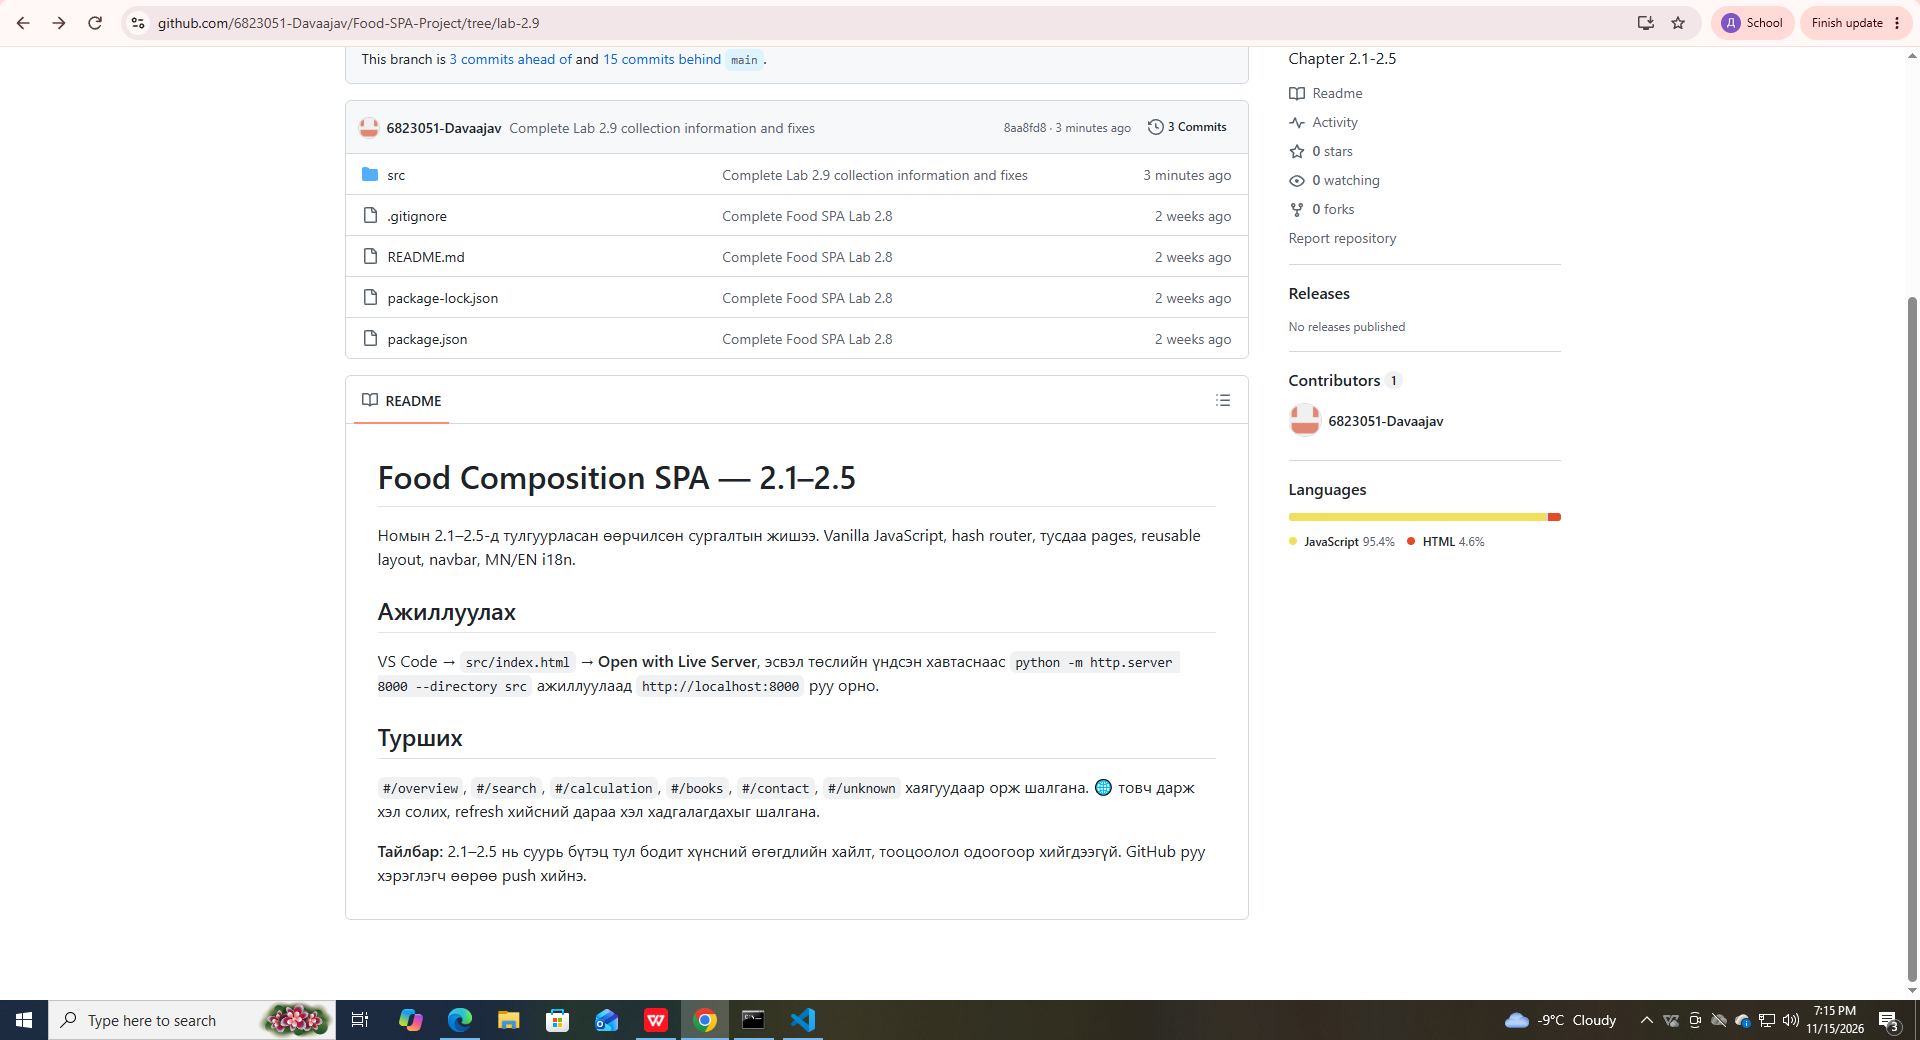 github.com/6823051-Davaajav/Food-SPA-Project/tree/lab-2.9
Д School
Finish update
This branch is 3 commits ahead of and 15 commits behind main .
6823051-Davaajav Complete Lab 2.9 collection information and fixes 8aa8fd8 · 3 minutes ago 3 Commits
src Complete Lab 2.9 collection information and fixes 3 minutes ago
.gitignore Complete Food SPA Lab 2.8 2 weeks ago
README.md Complete Food SPA Lab 2.8 2 weeks ago
package-lock.json Complete Food SPA Lab 2.8 2 weeks ago
package.json Complete Food SPA Lab 2.8 2 weeks ago
README
Food Composition SPA — 2.1–2.5
Номын 2.1–2.5-д тулгуурласан өөрчилсөн сургалтын жишээ. Vanilla JavaScript, hash router, тусдаа pages, reusable
layout, navbar, MN/EN i18n.
Ажиллуулах
VS Code → src/index.html → Open with Live Server, эсвэл төслийн үндсэн хавтаснаас python -m http.server
8000 --directory src ажиллуулаад http://localhost:8000 руу орно.
Турших
#/overview , #/search , #/calculation , #/books , #/contact , #/unknown хаягуудаар орж шалгана. 🌐 товч дарж
хэл солих, refresh хийсний дараа хэл хадгалагдахыг шалгана.
Тайлбар: 2.1–2.5 нь суурь бүтэц тул бодит хүнсний өгөгдлийн хайлт, тооцоолол одоогоор хийгдээгүй. GitHub руу
хэрэглэгч өөрөө push хийнэ.
Chapter 2.1-2.5
Readme
Activity
0 stars
0 watching
0 forks
Report repository
Releases
No releases published
Contributors 1
6823051-Davaajav
Languages
JavaScript 95.4% HTML 4.6%
Type here to search
-9°C Cloudy
7:15 PM
11/15/2026
3